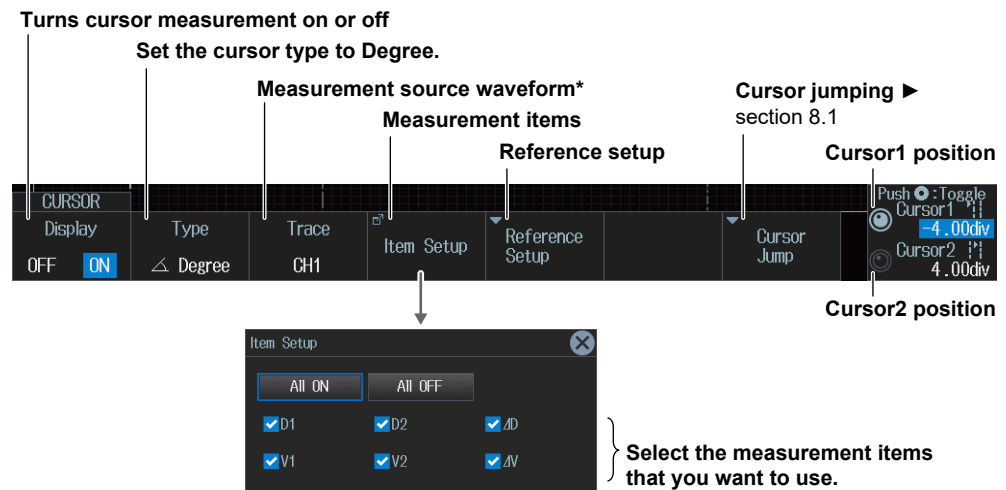 Turns cursor measurement on or off
Set the cursor type to Degree.
Measurement source waveform*
Measurement items
Reference setup
Cursor jumping ►
section 8.1
Cursor1 position
CURSOR
Display
OFF ON
Type
Degree
Trace
CH1
Item Setup
Reference
Setup
Cursor
Jump
Push :Toggle
Cursor1
-4.00div
Cursor2
4.00div
Cursor2 position
Item Setup
All ON All OFF
D1 D2 ΔD
V1 V2 ΔV
Select the measurement items
that you want to use.